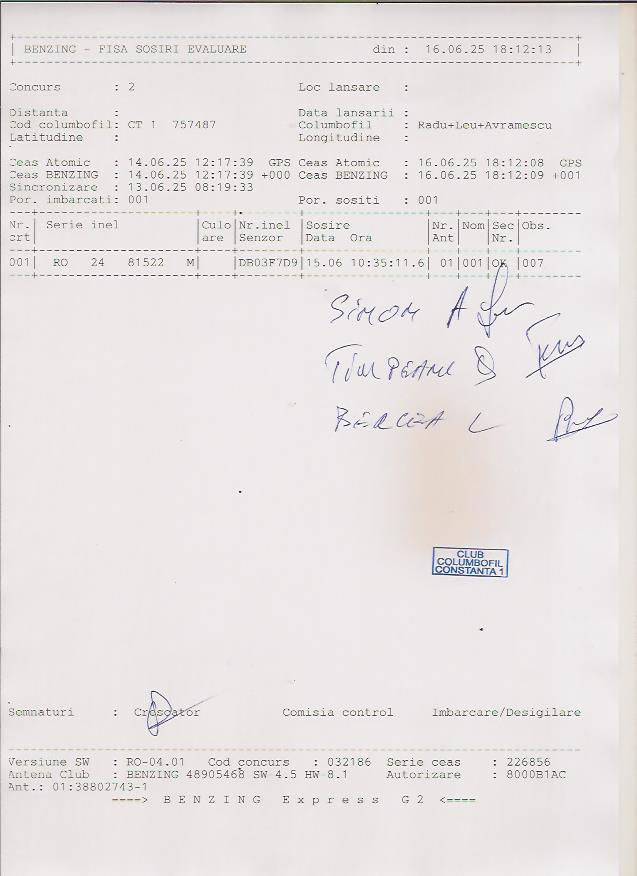 BENZING - FISA SOSIRI EVALUARE din : 16.06.25 18:12:13
Concurs : 2 Loc lansare :
Distanta : Data lansarii :
Cod columbofil: CT 1 757487 Columbofil : Radu+Leu+Avramescu
Latitudine : Longitudine :
Ceas Atomic : 14.06.25 12:17:39 GPS Ceas Atomic : 16.06.25 18:12:08 GPS
Ceas BENZING : 14.06.25 12:17:39 +000 Ceas BENZING : 16.06.25 18:12:09 +001
Sincronizare : 13.06.25 08:19:33
Por. imbarcati: 001 Por. sositi : 001
Nr. | Serie inel | Culo | Nr.inel | Sosire | Nr. | Nom | Sec | Obs.
crt | | are | Senzor | Data Ora | Ant | | Nr. |
001 | RO 24 81522 M | | DB03F7D9 | 15.06 10:35:11.6 | 01 | 001 | OK | 007
SIMON A
BERCEA L
CLUB
COLUMBOFIL
CONSTANTA 1
Semnaturi : Crescator Comisia control Imbarcare/Desigilare
Versiune SW : RO-04.01 Cod concurs : 032186 Serie ceas : 226856
Antena Club : BENZING 48905468 SW-4.5 HW-8.1 Autorizare : 8000B1AC
Ant.: 01:38802743-1
----> B E N Z I N G E x p r e s s G 2 <----